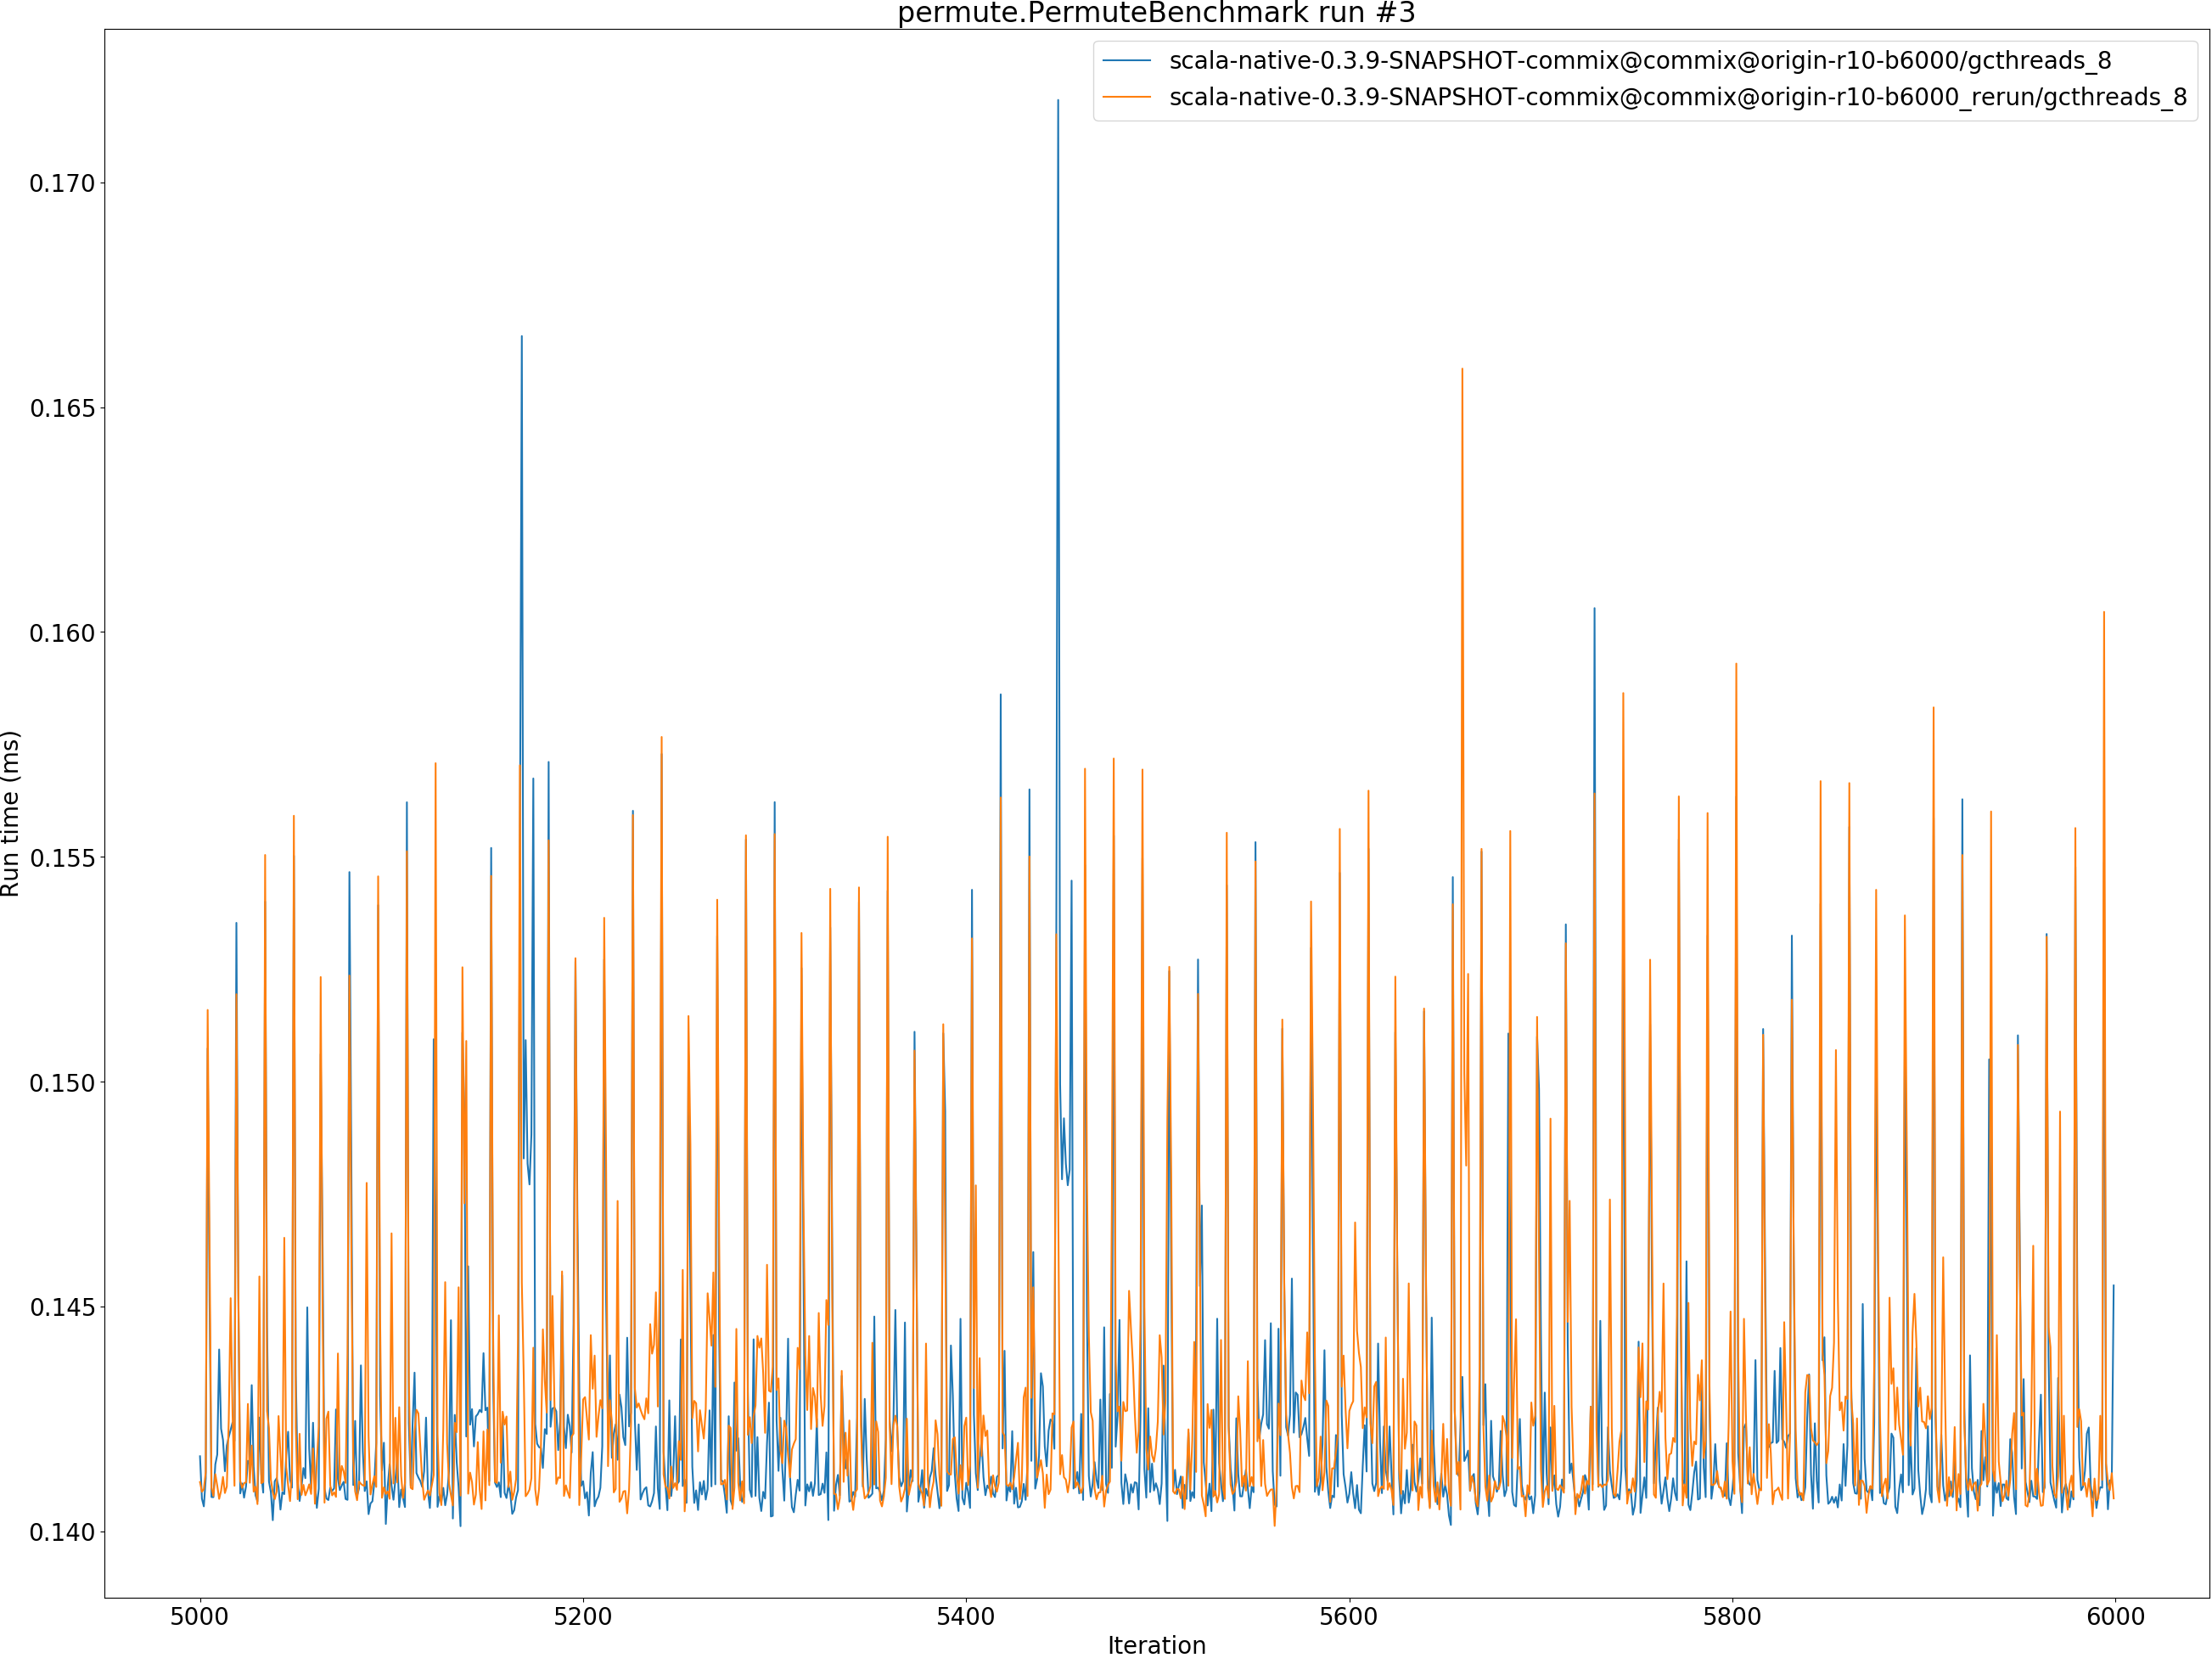 permute.PermuteBenchmark run #3
scala-native-0.3.9-SNAPSHOT-commix@commix@origin-r10-b6000/gcthreads_8
scala-native-0.3.9-SNAPSHOT-commix@commix@origin-r10-b6000_rerun/gcthreads_8
Run time (ms)
0.170
0.165
0.160
0.155
0.150
0.145
0.140
5000 5200 5400 5600 5800 6000
Iteration